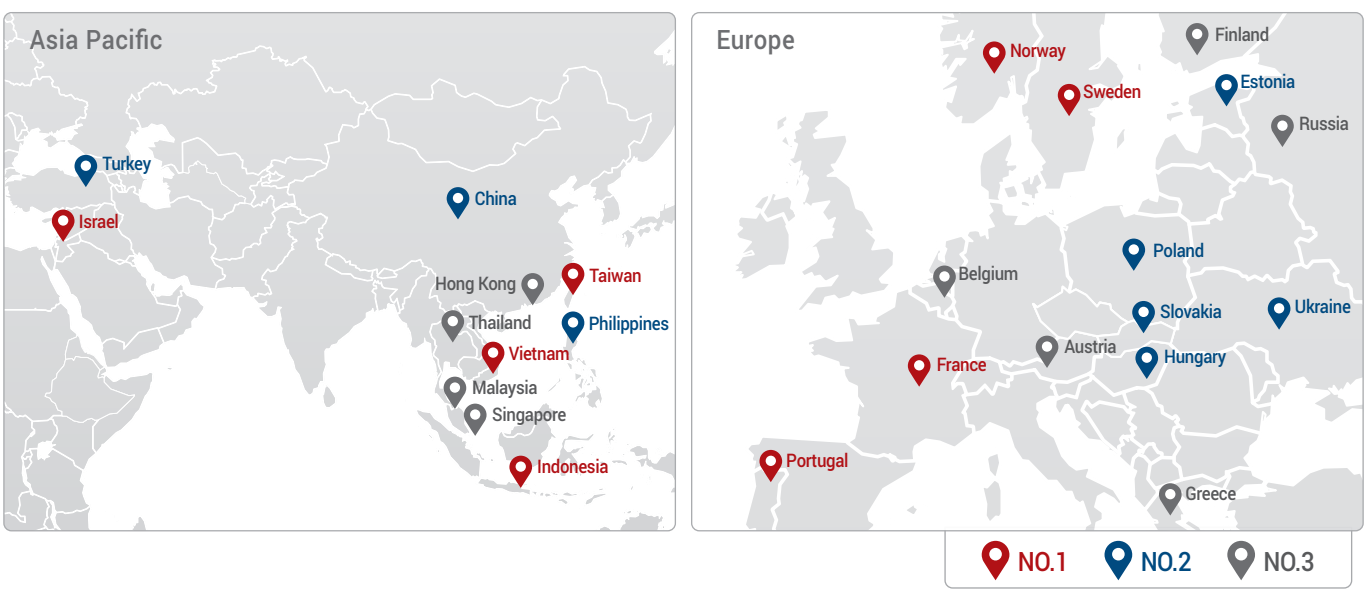 Asia Pacific
Turkey
China
Israel
Hong Kong
Taiwan
Thailand
Philippines
Vietnam
Malaysia
Singapore
Indonesia
Europe
Finland
Norway
Estonia
Sweden
Russia
Poland
Belgium
Slovakia
Ukraine
Austria
Hungary
France
Portugal
Greece
NO.1
NO.2
NO.3